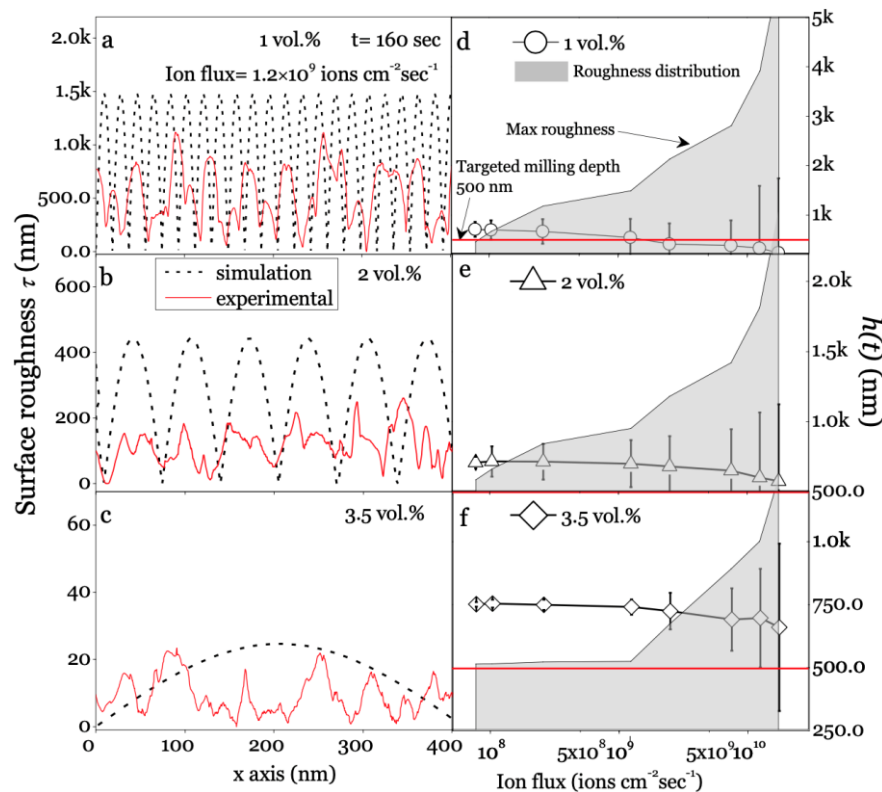 a
1 vol.% t= 160 sec
Ion flux= 1.2×10⁹ ions cm⁻²sec⁻¹
2.0k
1.5k
1.0k
500.0
0.0
b
simulation
experimental
2 vol.%
600
400
200
0
c
3.5 vol.%
60
40
20
0
0 100 200 300 400
x axis (nm)
Surface roughness τ (nm)
d
1 vol.%
Roughness distribution
Max roughness
Targeted milling depth
500 nm
5k
4k
3k
2k
1k
e
2 vol.%
2.0k
1.5k
1.0k
500.0
f
3.5 vol.%
1.0k
750.0
500.0
250.0
10⁸ 5x10⁸ 10⁹ 5x10⁹ 10¹⁰
Ion flux (ions cm⁻²sec⁻¹)
h(t) (nm)